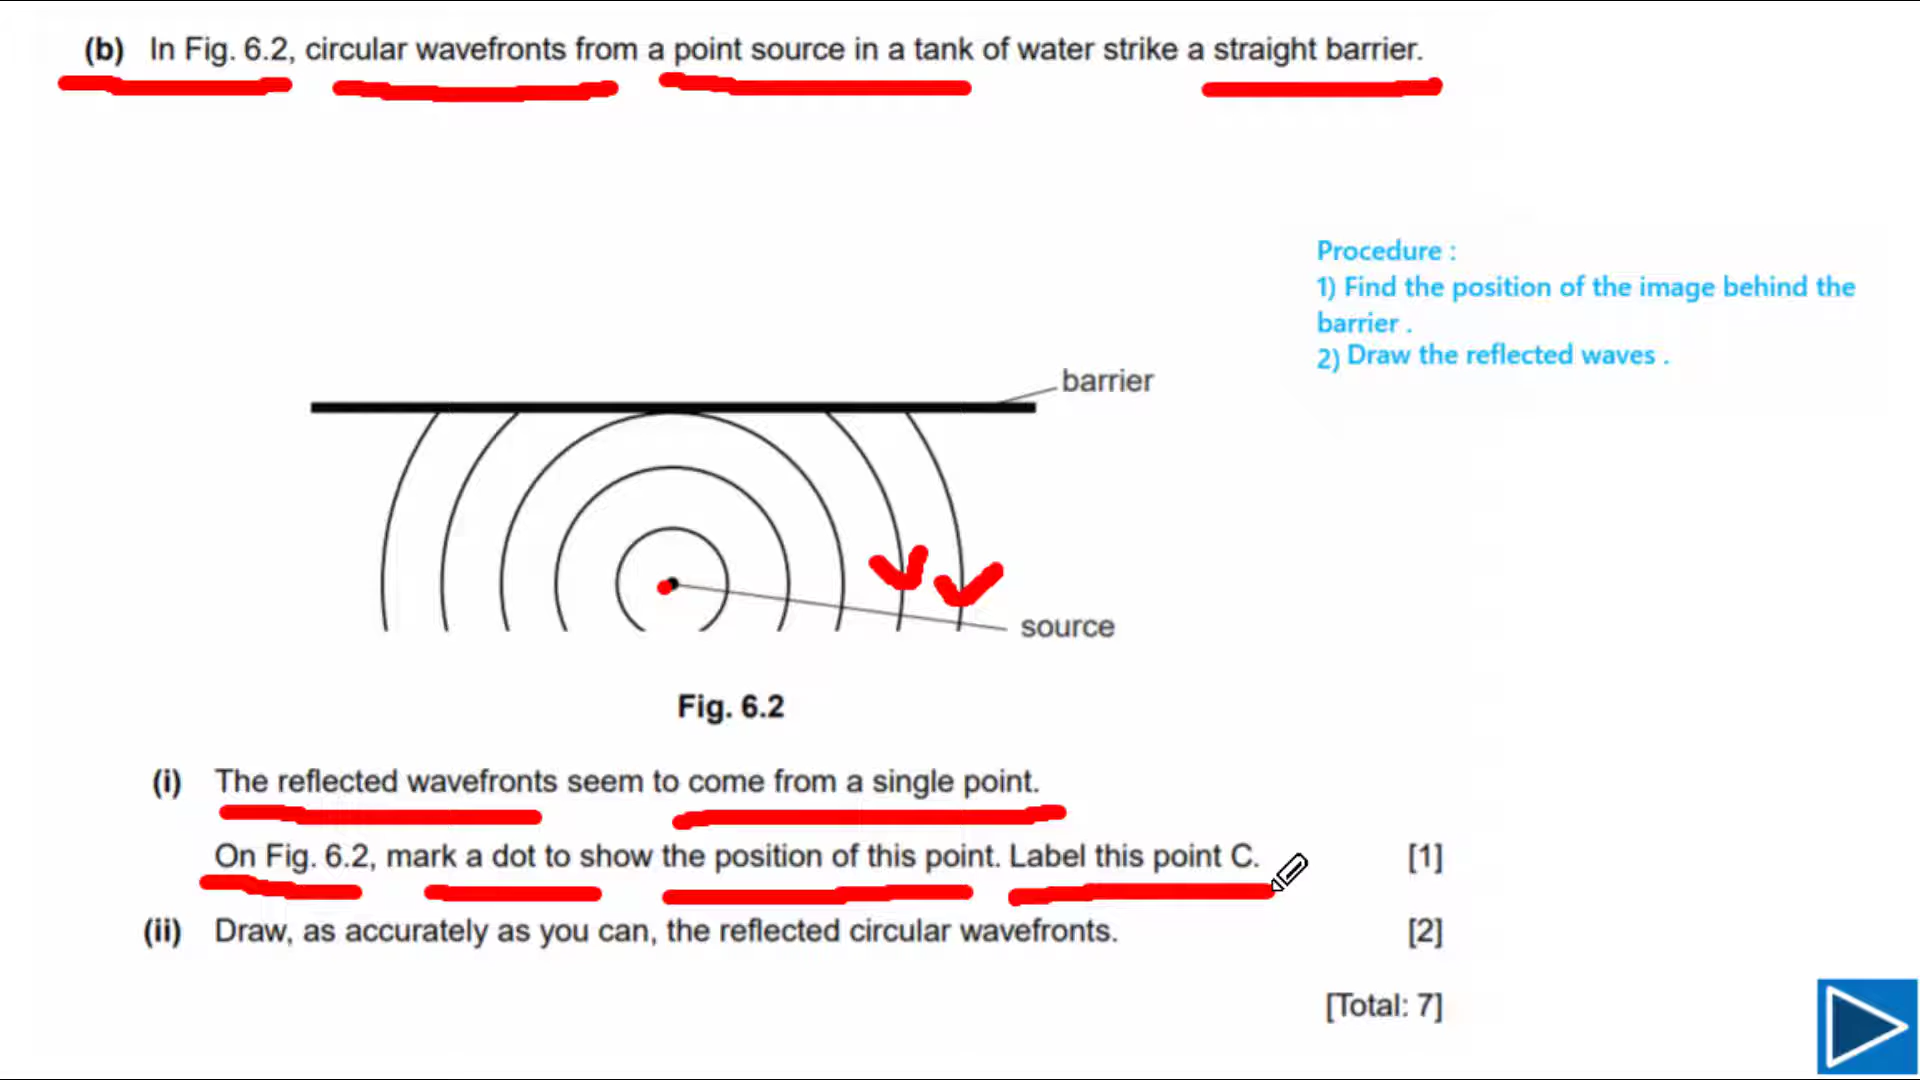 (b) In Fig. 6.2, circular wavefronts from a point source in a tank of water strike a straight barrier.
Procedure :
1) Find the position of the image behind the
barrier .
2) Draw the reflected waves .
barrier
source
Fig. 6.2
(i) The reflected wavefronts seem to come from a single point.
On Fig. 6.2, mark a dot to show the position of this point. Label this point C. [1]
(ii) Draw, as accurately as you can, the reflected circular wavefronts. [2]
[Total: 7]